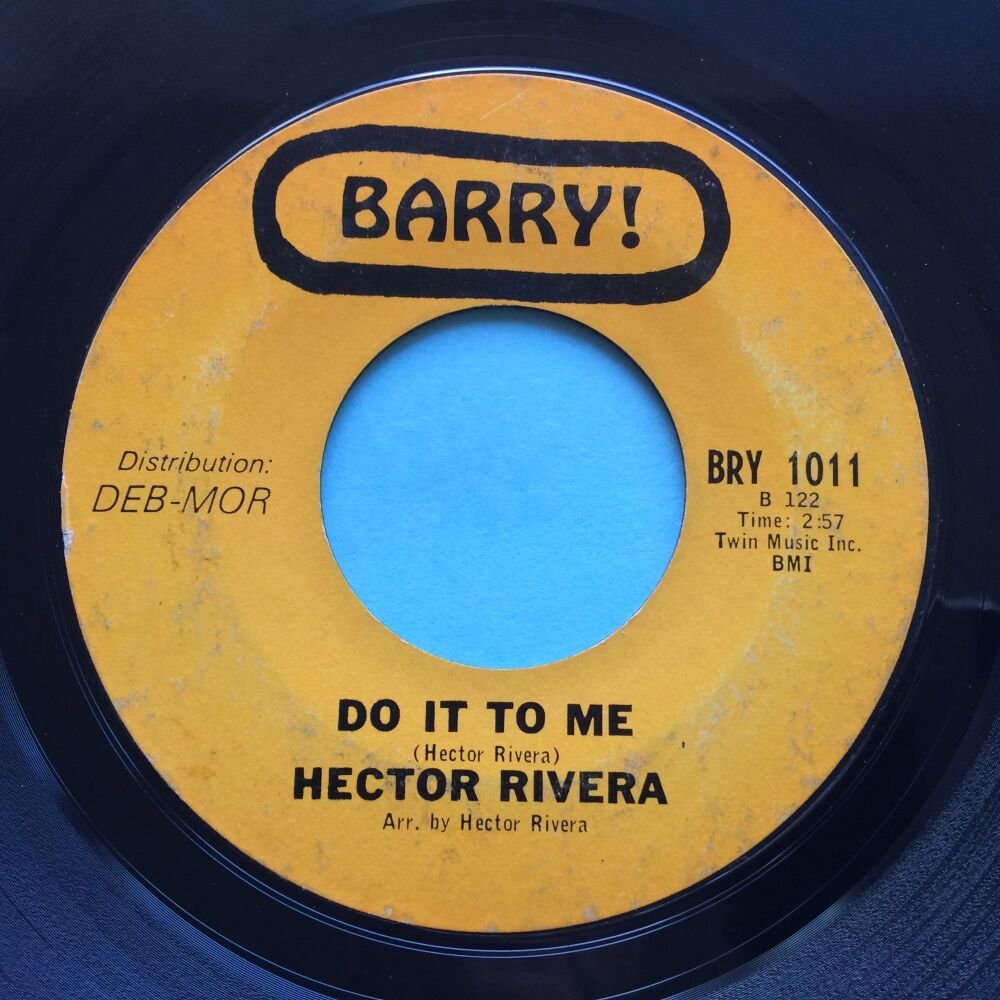 BARRY!
Distribution:
DEB-MOR
BRY 1011
B 122
Time: 2:57
Twin Music Inc.
BMI
DO IT TO ME
(Hector Rivera)
HECTOR RIVERA
Arr. by Hector Rivera